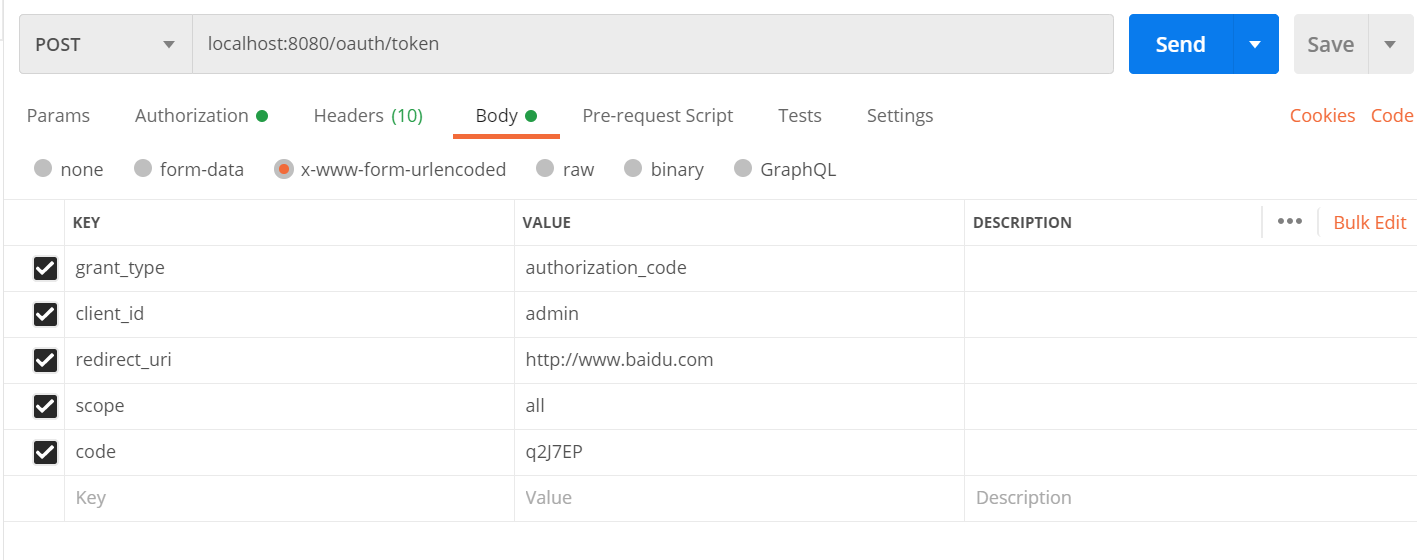 POST localhost:8080/oauth/token Send Save
Params Authorization Headers (10) Body Pre-request Script Tests Settings Cookies Code
none form-data x-www-form-urlencoded raw binary GraphQL
KEY VALUE DESCRIPTION ••• Bulk Edit
grant_type authorization_code
client_id admin
redirect_uri http://www.baidu.com
scope all
code q2J7EP
Key Value Description